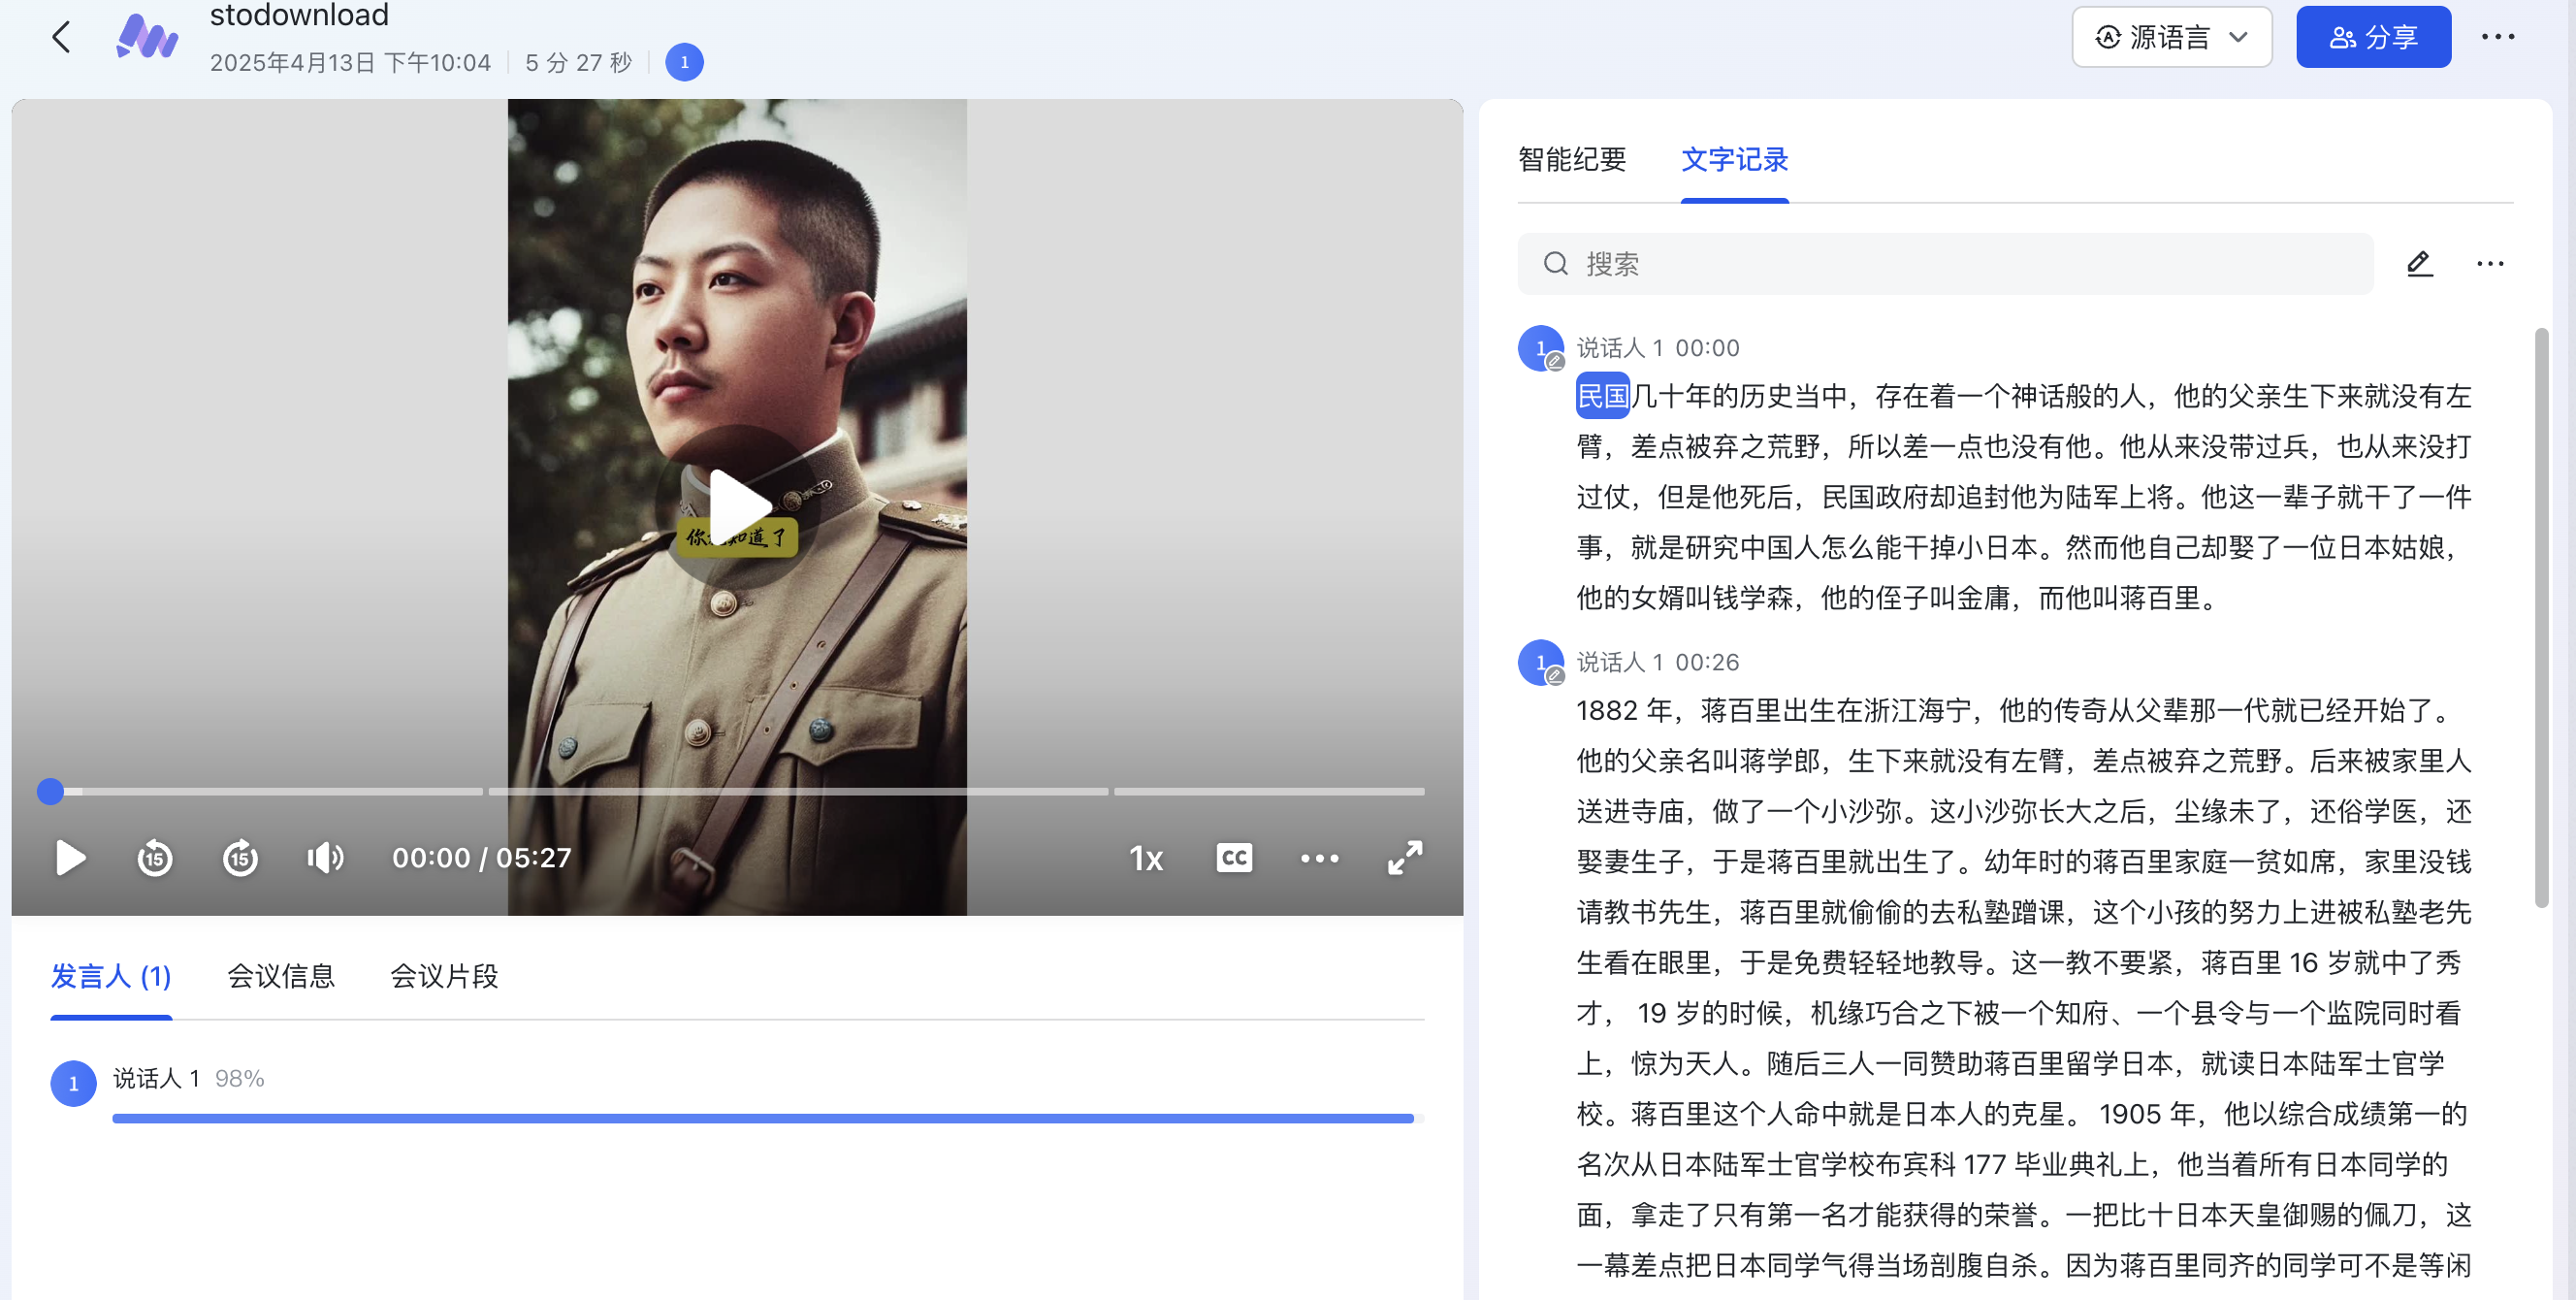 stodownload
2025年4月13日 下午10:04
5 分 27 秒
1
源语言
分享
你 知道了
00:00 / 05:27
15
15
1x
CC
发言人 (1)
会议信息
会议片段
1
说话人 1 98%
智能纪要
文字记录
搜索
1
说话人 1 00:00
民国几十年的历史当中，存在着一个神话般的人，他的父亲生下来就没有左
臂，差点被弃之荒野，所以差一点也没有他。他从来没带过兵，也从来没打
过仗，但是他死后，民国政府却追封他为陆军上将。他这一辈子就干了一件
事，就是研究中国人怎么能干掉小日本。然而他自己却娶了一位日本姑娘，
他的女婿叫钱学森，他的侄子叫金庸，而他叫蒋百里。
1
说话人 1 00:26
1882 年，蒋百里出生在浙江海宁，他的传奇从父辈那一代就已经开始了。
他的父亲名叫蒋学郎，生下来就没有左臂，差点被弃之荒野。后来被家里人
送进寺庙，做了一个小沙弥。这小沙弥长大之后，尘缘未了，还俗学医，还
娶妻生子，于是蒋百里就出生了。幼年时的蒋百里家庭一贫如席，家里没钱
请教书先生，蒋百里就偷偷的去私塾蹭课，这个小孩的努力上进被私塾老先
生看在眼里，于是免费轻轻地教导。这一教不要紧，蒋百里 16 岁就中了秀
才， 19 岁的时候，机缘巧合之下被一个知府、一个县令与一个监院同时看
上，惊为天人。随后三人一同赞助蒋百里留学日本，就读日本陆军士官学
校。蒋百里这个人命中就是日本人的克星。 1905 年，他以综合成绩第一的
名次从日本陆军士官学校布宾科 177 毕业典礼上，他当着所有日本同学的
面，拿走了只有第一名才能获得的荣誉。一把比十日本天皇御赐的佩刀，这
一幕差点把日本同学气得当场剖腹自杀。因为蒋百里同齐的同学可不是等闲